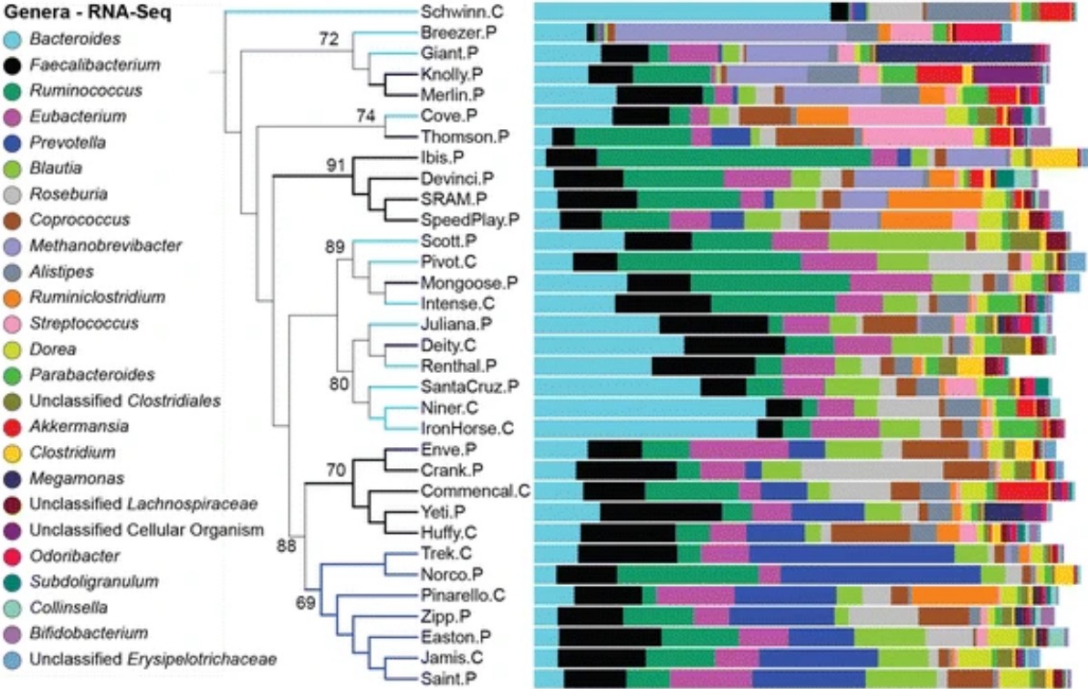 Genera - RNA-Seq
Bacteroides
Faecalibacterium
Ruminococcus
Eubacterium
Prevotella
Blautia
Roseburia
Coprococcus
Methanobrevibacter
Alistipes
Ruminiclostridium
Streptococcus
Dorea
Parabacteroides
Unclassified Clostridiales
Akkermansia
Clostridium
Megamonas
Unclassified Lachnospiraceae
Unclassified Cellular Organism
Odoribacter
Subdoligranulum
Collinsella
Bifidobacterium
Unclassified Erysipelotrichaceae
72
74
91
89
80
70
88
69
Schwinn.C
Breezer.P
Giant.P
Knolly.P
Merlin.P
Cove.P
Thomson.P
Ibis.P
Devinci.P
SRAM.P
SpeedPlay.P
Scott.P
Pivot.C
Mongoose.P
Intense.C
Juliana.P
Deity.C
Renthal.P
SantaCruz.P
Niner.C
IronHorse.C
Enve.P
Crank.P
Commencal.C
Yeti.P
Huffy.C
Trek.C
Norco.P
Pinarello.C
Zipp.P
Easton.P
Jamis.C
Saint.P